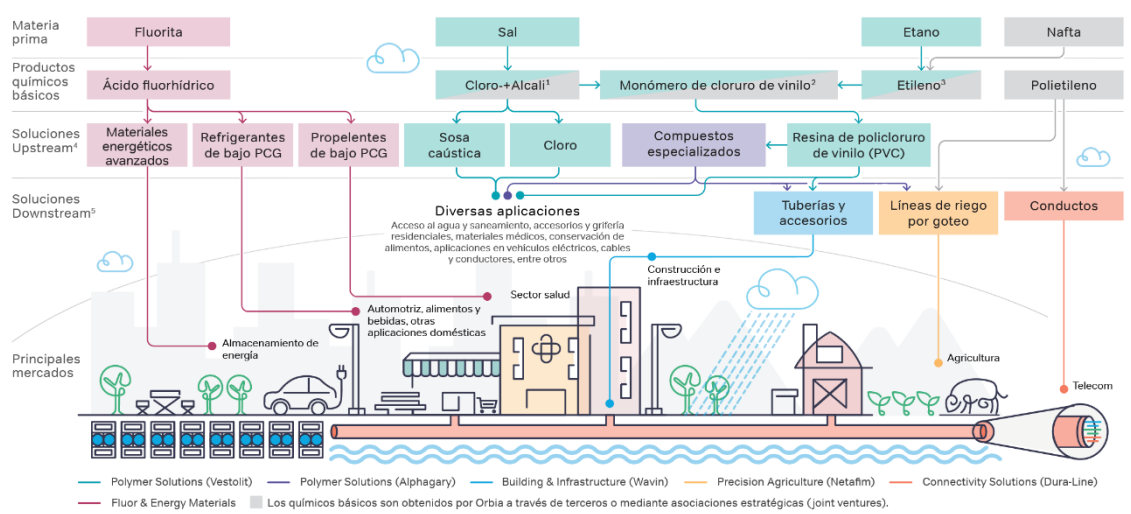 Materia
prima
Fluorita
Sal
Etano
Nafta
Productos
químicos
básicos
Ácido fluorhídrico
Cloro-+Alcali¹
Monómero de cloruro de vinilo²
Etileno³
Polietileno
Soluciones
Upstream⁴
Materiales
energéticos
avanzados
Refrigerantes
de bajo PCG
Propelentes
de bajo PCG
Sosa
caústica
Cloro
Compuestos
especializados
Resina de policloruro
de vinilo (PVC)
Soluciones
Downstream⁵
Diversas aplicaciones
Acceso al agua y saneamiento, accesorios y grifería
residenciales, materiales médicos, conservación de
alimentos, aplicaciones en vehículos eléctricos, cables
y conductores, entre otros
Tuberías y
accesorios
Líneas de riego
por goteo
Conductos
Principales
mercados
Almacenamiento de
energía
Automotriz, alimentos y
bebidas, otras
aplicaciones domésticas
Sector salud
Construcción e
infraestructura
Agricultura
Telecom
Polymer Solutions (Vestolit)
Polymer Solutions (Alphagary)
Building & Infrastructure (Wavin)
Precision Agriculture (Netafim)
Connectivity Solutions (Dura-Line)
Fluor & Energy Materials
Los químicos básicos son obtenidos por Orbia a través de terceros o mediante asociaciones estratégicas (joint ventures).